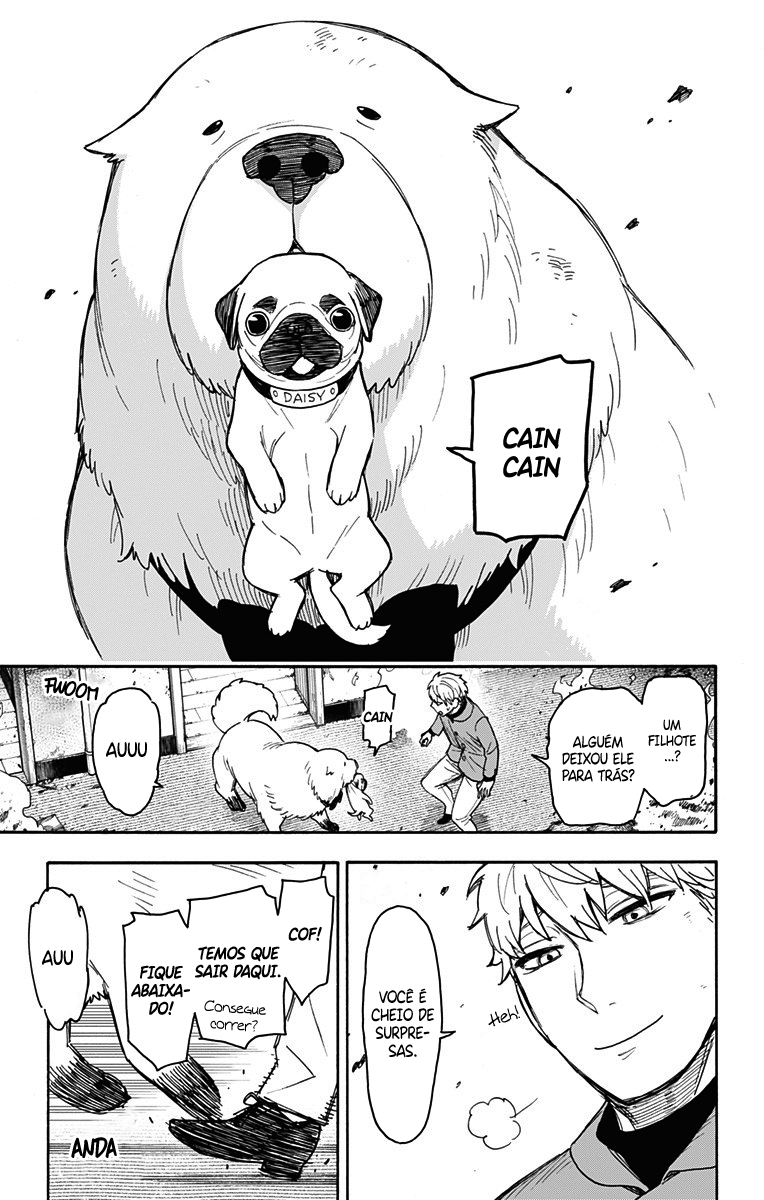 DAISY
CAIN
CAIN
UM
FILHOTE
...?
ALGUÉM
DEIXOU ELE
PARA TRÁS?
CAIN
FWOOM
AUUU
VOCÊ É
CHEIO DE
SURPRE-
SAS.
Heh!
COF!
TEMOS QUE
SAIR DAQUI.
Consegue
correr?
FIQUE
ABAIXA-
DO!
AUU
ANDA